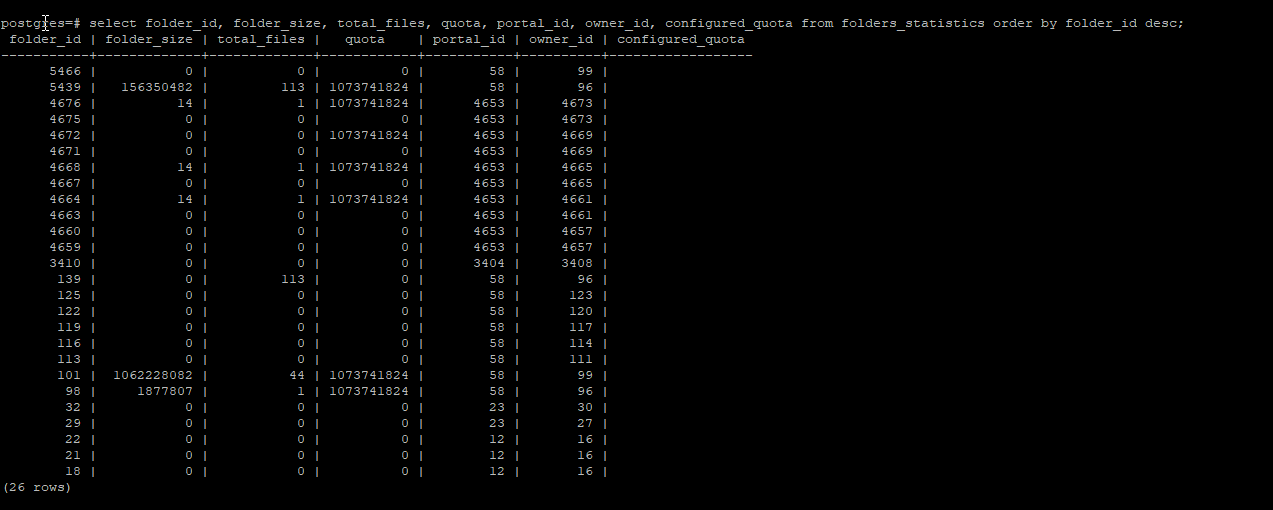 postgres=# select folder_id, folder_size, total_files, quota, portal_id, owner_id, configured_quota from folders_statistics order by folder_id desc;
 folder_id | folder_size | total_files |   quota    | portal_id | owner_id | configured_quota
-----------+-------------+-------------+------------+-----------+----------+------------------
      5466 |           0 |           0 |          0 |        58 |       99 |
      5439 |   156350482 |         113 | 1073741824 |        58 |       96 |
      4676 |          14 |           1 | 1073741824 |      4653 |     4673 |
      4675 |           0 |           0 |          0 |      4653 |     4673 |
      4672 |           0 |           0 | 1073741824 |      4653 |     4669 |
      4671 |           0 |           0 |          0 |      4653 |     4669 |
      4668 |          14 |           1 | 1073741824 |      4653 |     4665 |
      4667 |           0 |           0 |          0 |      4653 |     4665 |
      4664 |          14 |           1 | 1073741824 |      4653 |     4661 |
      4663 |           0 |           0 |          0 |      4653 |     4661 |
      4660 |           0 |           0 |          0 |      4653 |     4657 |
      4659 |           0 |           0 |          0 |      4653 |     4657 |
      3410 |           0 |           0 |          0 |      3404 |     3408 |
       139 |           0 |         113 |          0 |        58 |       96 |
       125 |           0 |           0 |          0 |        58 |      123 |
       122 |           0 |           0 |          0 |        58 |      120 |
       119 |           0 |           0 |          0 |        58 |      117 |
       116 |           0 |           0 |          0 |        58 |      114 |
       113 |           0 |           0 |          0 |        58 |      111 |
       101 |  1062228082 |          44 | 1073741824 |        58 |       99 |
        98 |     1877807 |           1 | 1073741824 |        58 |       96 |
        32 |           0 |           0 |          0 |        23 |       30 |
        29 |           0 |           0 |          0 |        23 |       27 |
        22 |           0 |           0 |          0 |        12 |       16 |
        21 |           0 |           0 |          0 |        12 |       16 |
        18 |           0 |           0 |          0 |        12 |       16 |
(26 rows)